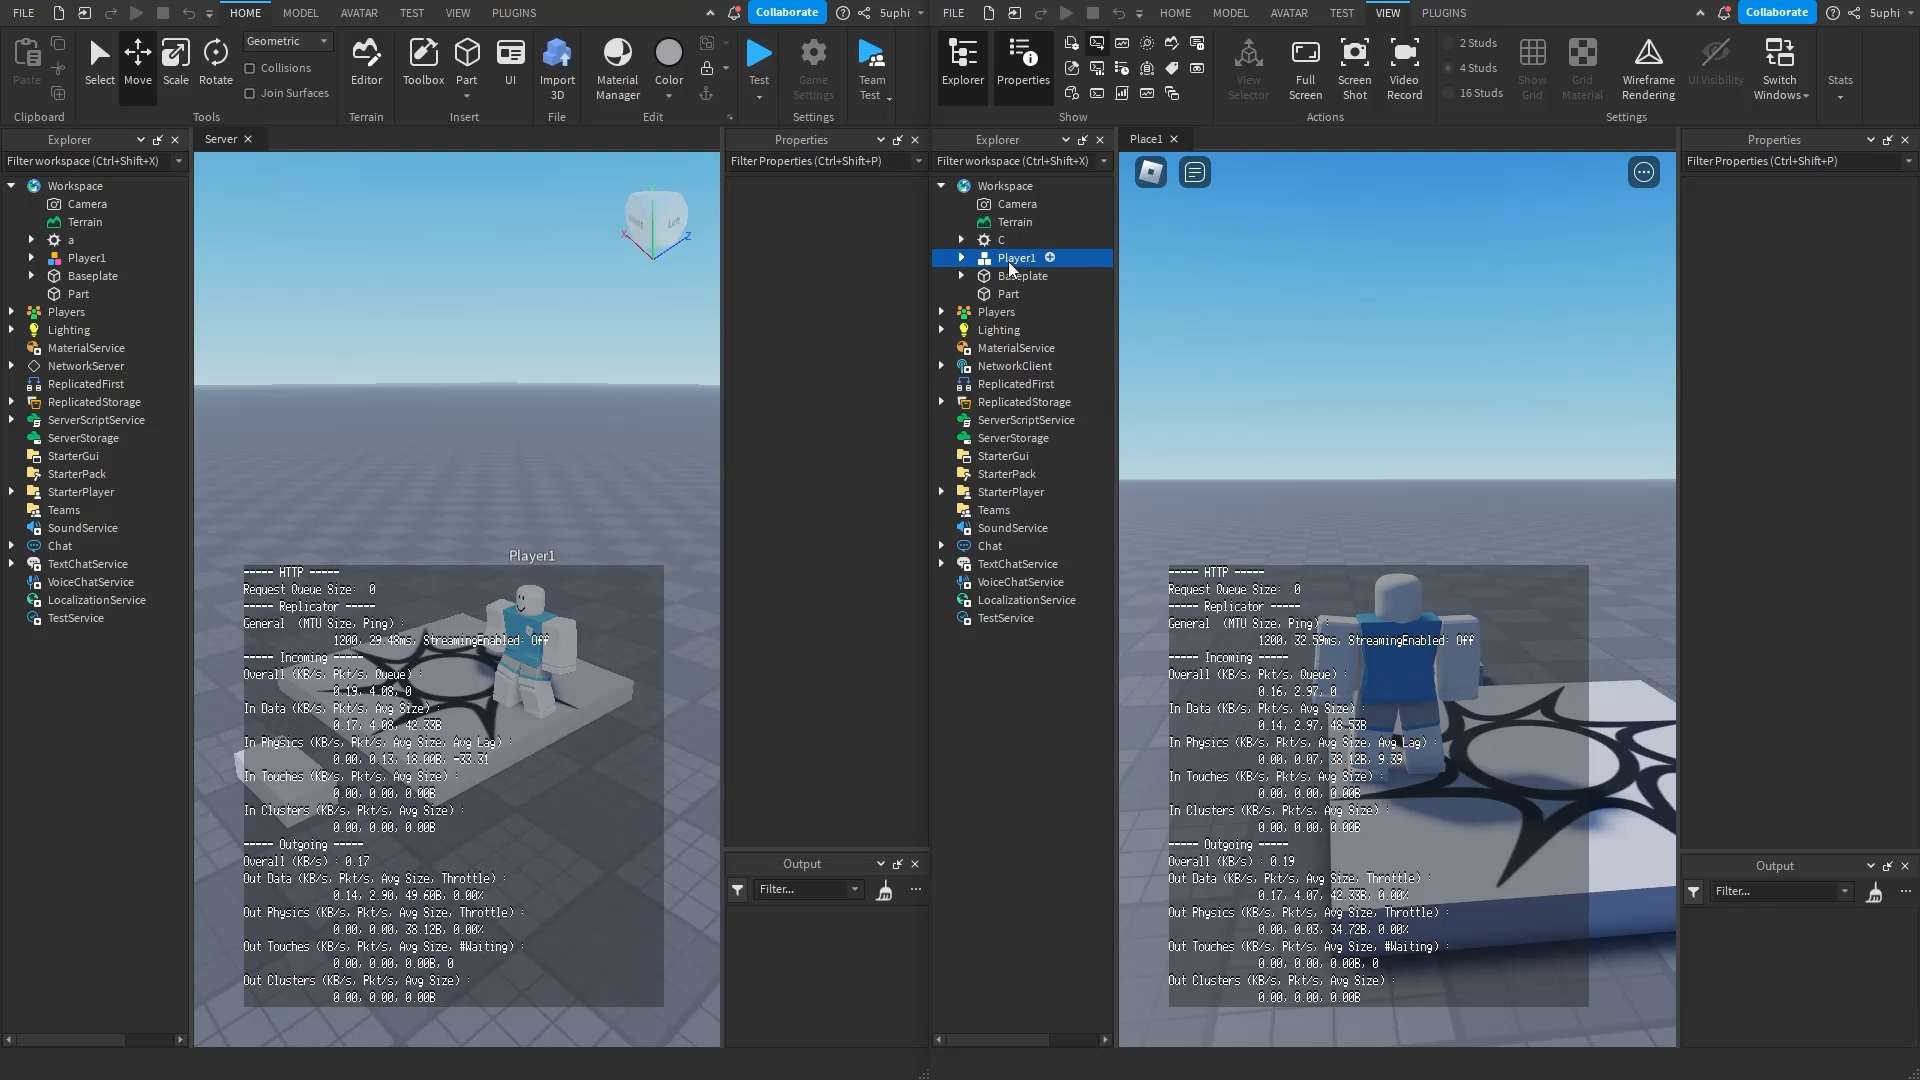 FILE HOME MODEL AVATAR TEST VIEW PLUGINS Collaborate 5uphi
Paste Select Move Scale Rotate Geometric Collisions Join Surfaces Editor Toolbox Part UI Import 3D Material Manager Color Test Game Settings Team Test
Clipboard Tools Terrain Insert File Edit Settings
Explorer
Filter workspace (Ctrl+Shift+X)
Workspace
Camera
Terrain
a
Player1
Baseplate
Part
Players
Lighting
MaterialService
NetworkServer
ReplicatedFirst
ReplicatedStorage
ServerScriptService
ServerStorage
StarterGui
StarterPack
StarterPlayer
Teams
SoundService
Chat
TextChatService
VoiceChatService
LocalizationService
TestService
Server
Left
Y
X
Z
Player1
----- HTTP -----
Request Queue Size: 0
----- Replicator -----
General (MTU Size, Ping) :
1200, 29.48ms, StreamingEnabled: Off
----- Incoming -----
Overall (KB/s, Pkt/s, Queue) :
0.19, 4.08, 0
In Data (KB/s, Pkt/s, Avg Size) :
0.17, 4.08, 42.33B
In Physics (KB/s, Pkt/s, Avg Size, Avg Lag) :
0.00, 0.13, 18.00B, -33.31
In Touches (KB/s, Pkt/s, Avg Size) :
0.00, 0.00, 0.00B
In Clusters (KB/s, Pkt/s, Avg Size) :
0.00, 0.00, 0.00B
----- Outgoing -----
Overall (KB/s) : 0.17
Out Data (KB/s, Pkt/s, Avg Size, Throttle) :
0.14, 2.90, 49.60B, 0.00%
Out Physics (KB/s, Pkt/s, Avg Size, Throttle) :
0.00, 0.00, 38.12B, 0.00%
Out Touches (KB/s, Pkt/s, Avg Size, #Waiting) :
0.00, 0.00, 0.00B, 0
Out Clusters (KB/s, Pkt/s, Avg Size) :
0.00, 0.00, 0.00B
Properties
Filter Properties (Ctrl+Shift+P)
Output
Filter...
FILE HOME MODEL AVATAR TEST VIEW PLUGINS Collaborate 5uphi
Explorer Properties View Selector Full Screen Screen Shot Video Record 2 Studs 4 Studs 16 Studs Show Grid Grid Material Wireframe Rendering UI Visibility Switch Windows Stats
Show Actions Settings
Explorer
Filter workspace (Ctrl+Shift+X)
Workspace
Camera
Terrain
C
Player1
Baseplate
Part
Players
Lighting
MaterialService
NetworkClient
ReplicatedFirst
ReplicatedStorage
ServerScriptService
ServerStorage
StarterGui
StarterPack
StarterPlayer
Teams
SoundService
Chat
TextChatService
VoiceChatService
LocalizationService
TestService
Place1
----- HTTP -----
Request Queue Size: 0
----- Replicator -----
General (MTU Size, Ping) :
1200, 32.59ms, StreamingEnabled: Off
----- Incoming -----
Overall (KB/s, Pkt/s, Queue) :
0.16, 2.97, 0
In Data (KB/s, Pkt/s, Avg Size) :
0.14, 2.97, 48.53B
In Physics (KB/s, Pkt/s, Avg Size, Avg Lag) :
0.00, 0.07, 38.12B, 9.39
In Touches (KB/s, Pkt/s, Avg Size) :
0.00, 0.00, 0.00B
In Clusters (KB/s, Pkt/s, Avg Size) :
0.00, 0.00, 0.00B
----- Outgoing -----
Overall (KB/s) : 0.19
Out Data (KB/s, Pkt/s, Avg Size, Throttle) :
0.17, 4.07, 42.33B, 0.00%
Out Physics (KB/s, Pkt/s, Avg Size, Throttle) :
0.00, 0.03, 34.72B, 0.00%
Out Touches (KB/s, Pkt/s, Avg Size, #Waiting) :
0.00, 0.00, 0.00B, 0
Out Clusters (KB/s, Pkt/s, Avg Size) :
0.00, 0.00, 0.00B
Properties
Filter Properties (Ctrl+Shift+P)
Output
Filter...